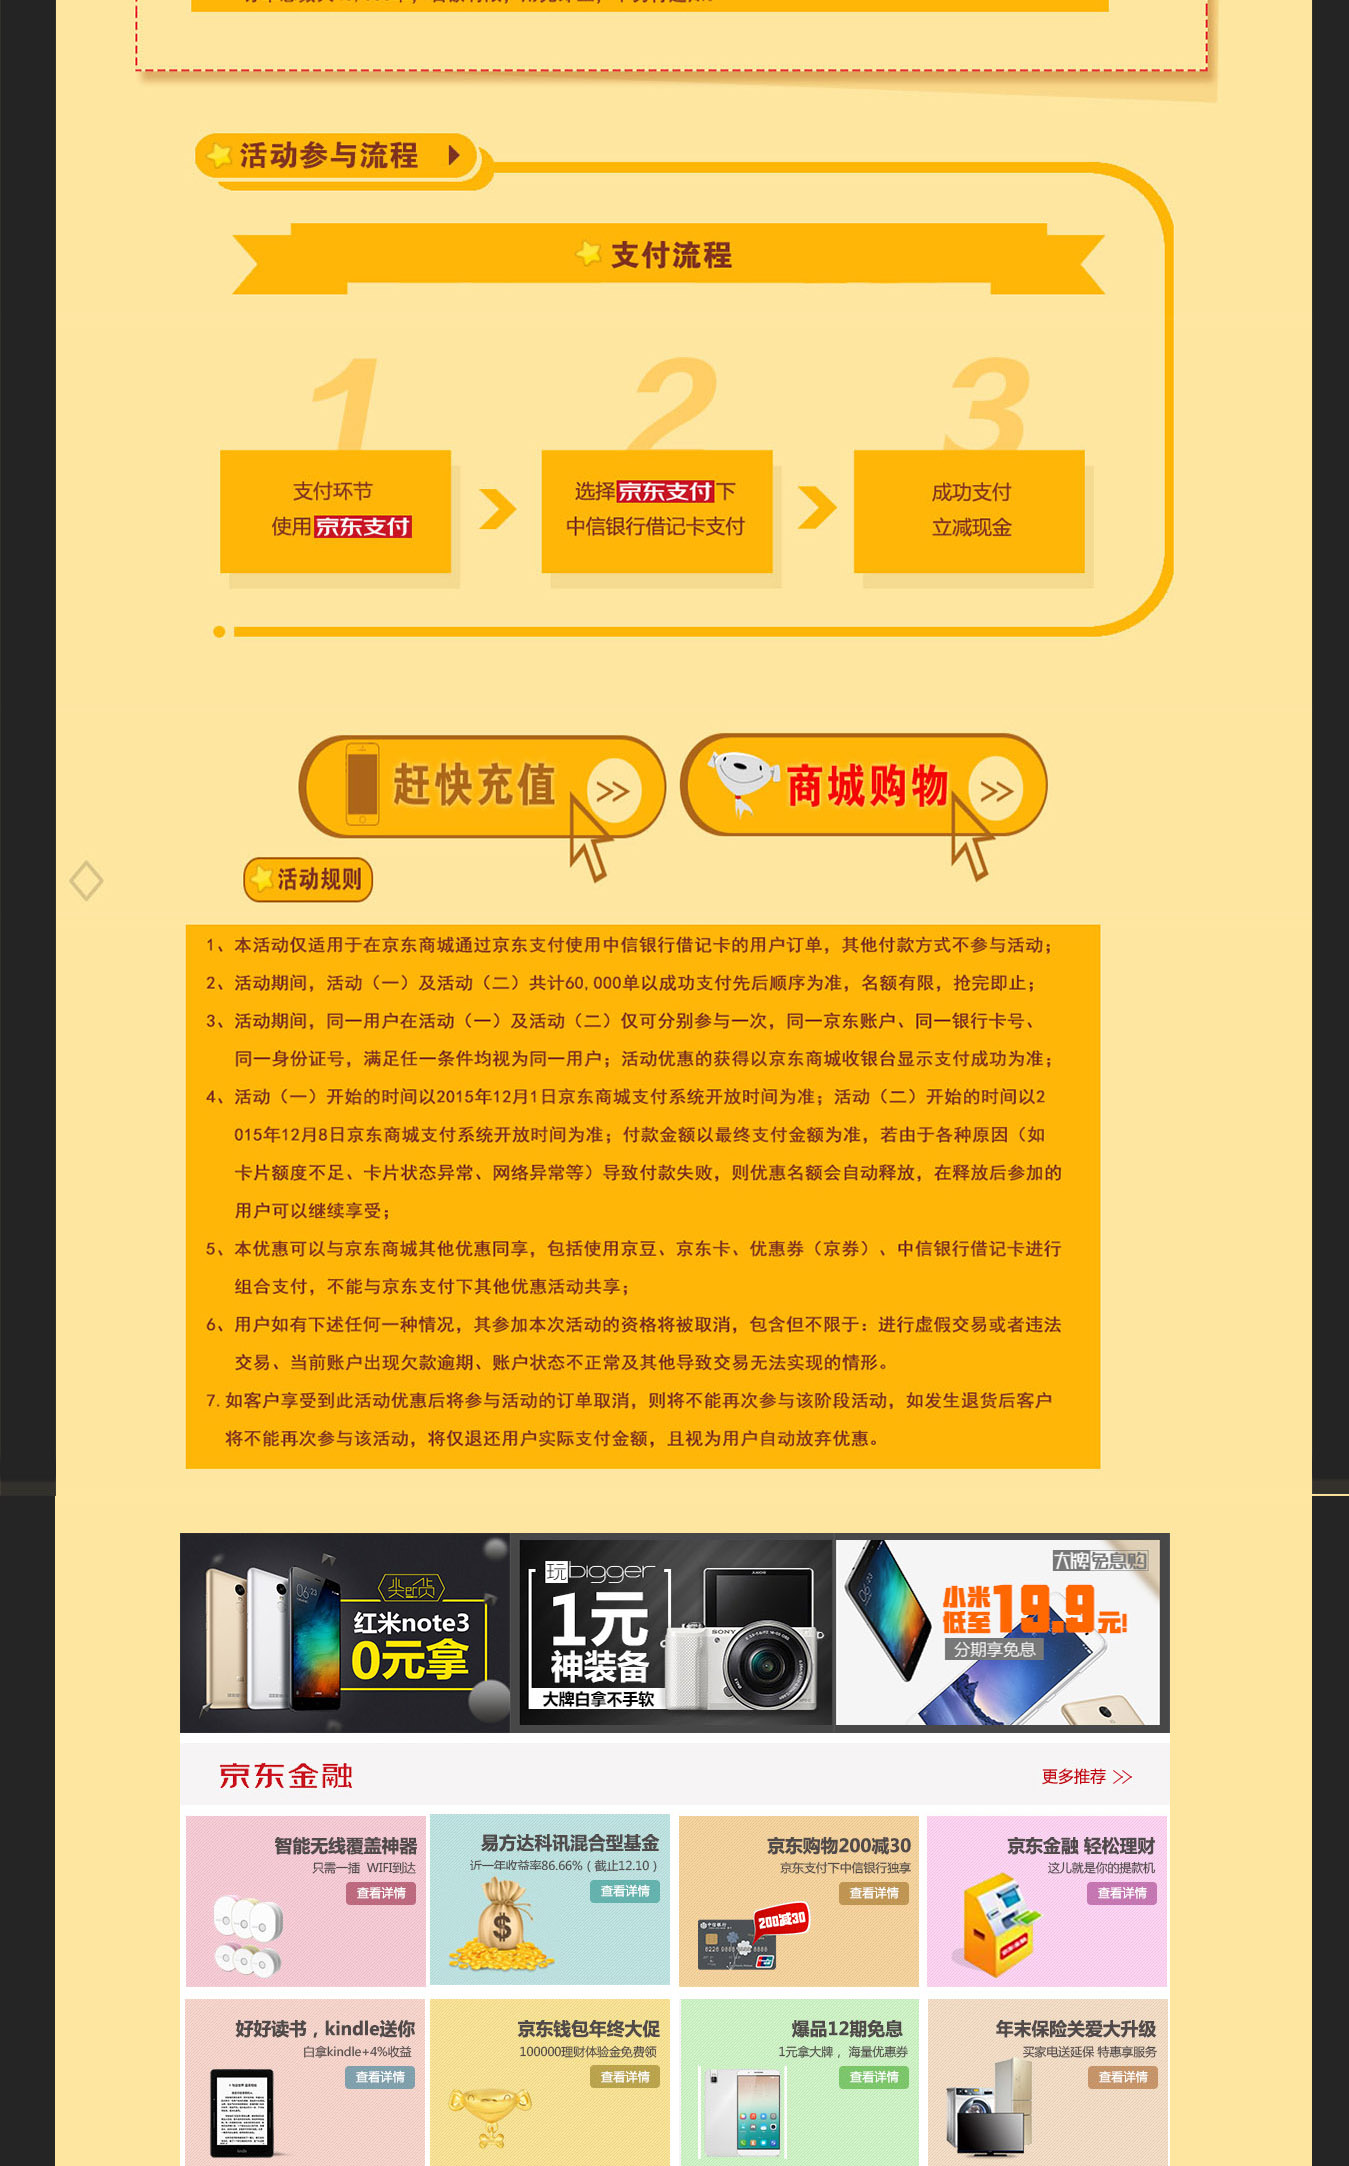 活动参与流程
支付流程
1
2
3
支付环节
使用京东支付
选择京东支付下
中信银行借记卡支付
成功支付
立减现金
赶快充值
商城购物
活动规则
1、本活动仅适用于在京东商城通过京东支付使用中信银行借记卡的用户订单，其他付款方式不参与活动；
2、活动期间，活动（一）及活动（二）共计60,000单以成功支付先后顺序为准，名额有限，抢完即止；
3、活动期间，同一用户在活动（一）及活动（二）仅可分别参与一次，同一京东账户、同一银行卡号、
同一身份证号，满足任一条件均视为同一用户；活动优惠的获得以京东商城收银台显示支付成功为准；
4、活动（一）开始的时间以2015年12月1日京东商城支付系统开放时间为准；活动（二）开始的时间以2
015年12月8日京东商城支付系统开放时间为准；付款金额以最终支付金额为准，若由于各种原因（如
卡片额度不足、卡片状态异常、网络异常等）导致付款失败，则优惠名额会自动释放，在释放后参加的
用户可以继续享受；
5、本优惠可以与京东商城其他优惠同享，包括使用京豆、京东卡、优惠券（京券）、中信银行借记卡进行
组合支付，不能与京东支付下其他优惠活动共享；
6、用户如有下述任何一种情况，其参加本次活动的资格将被取消，包含但不限于：进行虚假交易或者违法
交易、当前账户出现欠款逾期、账户状态不正常及其他导致交易无法实现的情形。
7.如客户享受到此活动优惠后将参与活动的订单取消，则将不能再次参与该阶段活动，如发生退货后客户
将不能再次参与该活动，将仅退还用户实际支付金额，且视为用户自动放弃优惠。
尖货
红米note3
0元拿
玩bigger
1元
神装备
大牌白拿不手软
SONY
大牌免息购
小米
低至19.9元!
分期享免息
京东金融
更多推荐 >>
智能无线覆盖神器
只需一插 WIFI到达
查看详情
易方达科讯混合型基金
近一年收益率86.66%（截止12.10）
查看详情
京东购物200减30
京东支付下中信银行独享
查看详情
200减30
京东金融 轻松理财
这儿就是你的提款机
查看详情
好好读书，kindle送你
白拿kindle+4%收益
查看详情
京东钱包年终大促
100000理财体验金免费领
查看详情
爆品12期免息
1元拿大牌，海量优惠券
查看详情
年末保险关爱大升级
买家电送延保 特惠享服务
查看详情